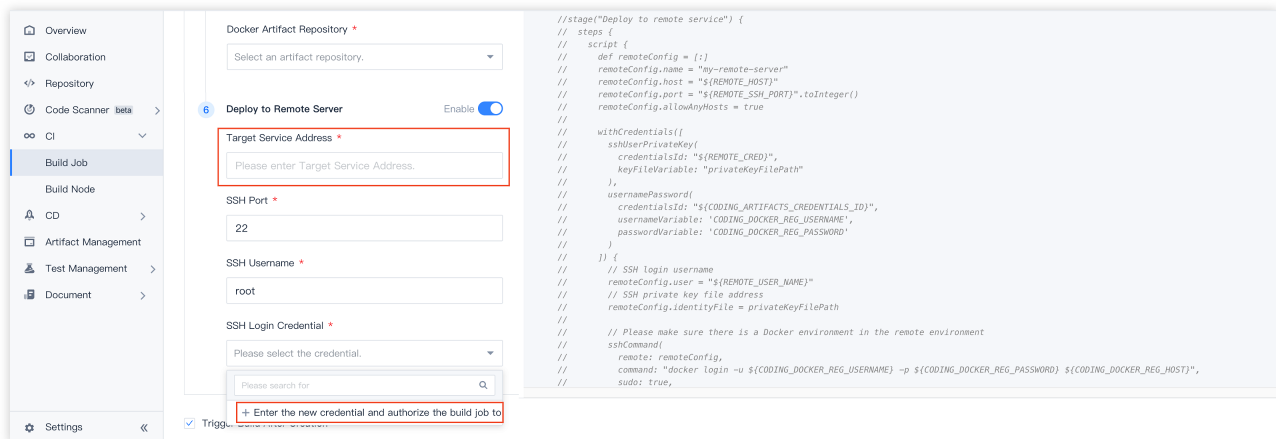 Overview
Collaboration
Repository
Code Scanner beta
CI
Build Job
Build Node
CD
Artifact Management
Test Management
Document
Settings
Docker Artifact Repository *
Select an artifact repository.
6 Deploy to Remote Server Enable
Target Service Address *
Please enter Target Service Address.
SSH Port *
22
SSH Username *
root
SSH Login Credential *
Please select the credential.
Please search for
+ Enter the new credential and authorize the build job to
Trigger Build After Creation
//stage("Deploy to remote service") {
// steps {
// script {
// def remoteConfig = [:]
// remoteConfig.name = "my-remote-server"
// remoteConfig.host = "${REMOTE_HOST}"
// remoteConfig.port = "${REMOTE_SSH_PORT}".toInteger()
// remoteConfig.allowAnyHosts = true
//
// withCredentials([
// sshUserPrivateKey(
// credentialsId: "${REMOTE_CRED}",
// keyFileVariable: "privateKeyFilePath"
// ),
// usernamePassword(
// credentialsId: "${CODING_ARTIFACTS_CREDENTIALS_ID}",
// usernameVariable: 'CODING_DOCKER_REG_USERNAME',
// passwordVariable: 'CODING_DOCKER_REG_PASSWORD'
// )
// ]) {
// // SSH login username
// remoteConfig.user = "${REMOTE_USER_NAME}"
// // SSH private key file address
// remoteConfig.identityFile = privateKeyFilePath
//
// // Please make sure there is a Docker environment in the remote environment
// sshCommand(
// remote: remoteConfig,
// command: "docker login -u ${CODING_DOCKER_REG_USERNAME} -p ${CODING_DOCKER_REG_PASSWORD} ${CODING_DOCKER_REG_HOST}",
// sudo: true,